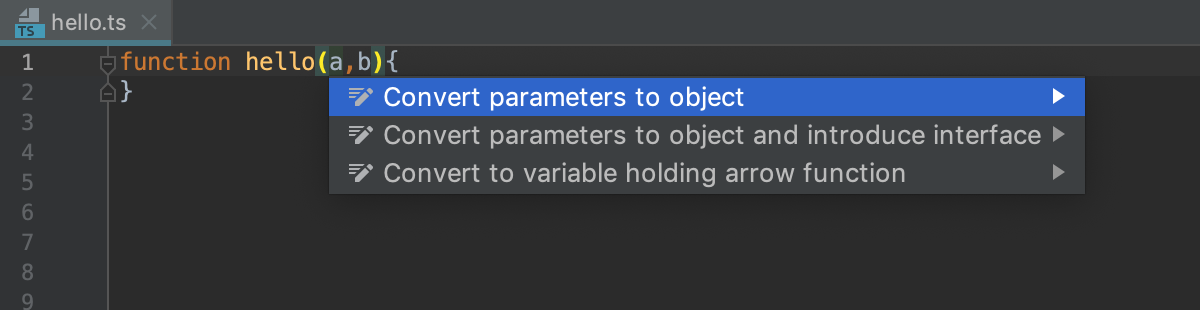 TS hello.ts
1 function hello(a,b){
2 }
Convert parameters to object
3
Convert parameters to object and introduce interface
4
Convert to variable holding arrow function
5
6
7
8
9